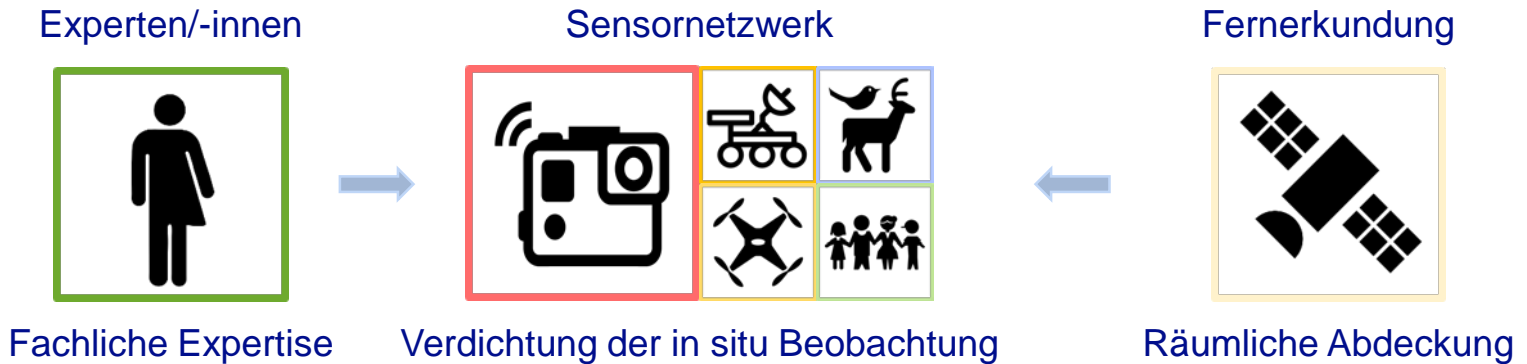 Experten/-innen
Sensornetzwerk
Fernerkundung
Fachliche Expertise
Verdichtung der in situ Beobachtung
Räumliche Abdeckung